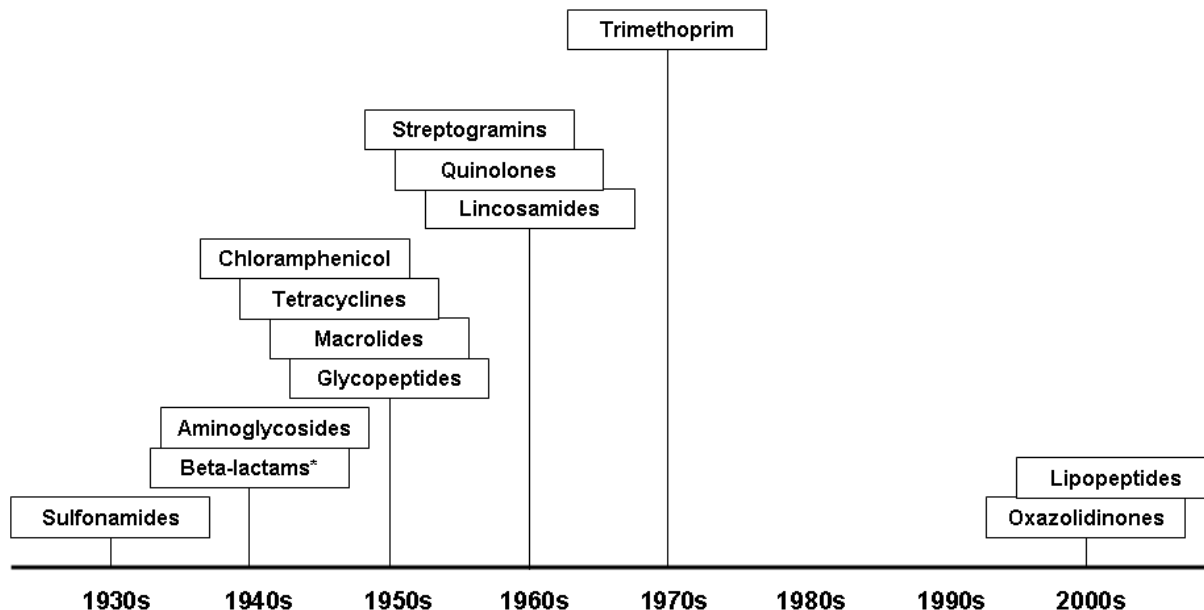 Trimethoprim
Streptogramins
Quinolones
Lincosamides
Chloramphenicol
Tetracyclines
Macrolides
Glycopeptides
Aminoglycosides
Beta-lactams*
Lipopeptides
Sulfonamides
Oxazolidinones
1930s 1940s 1950s 1960s 1970s 1980s 1990s 2000s